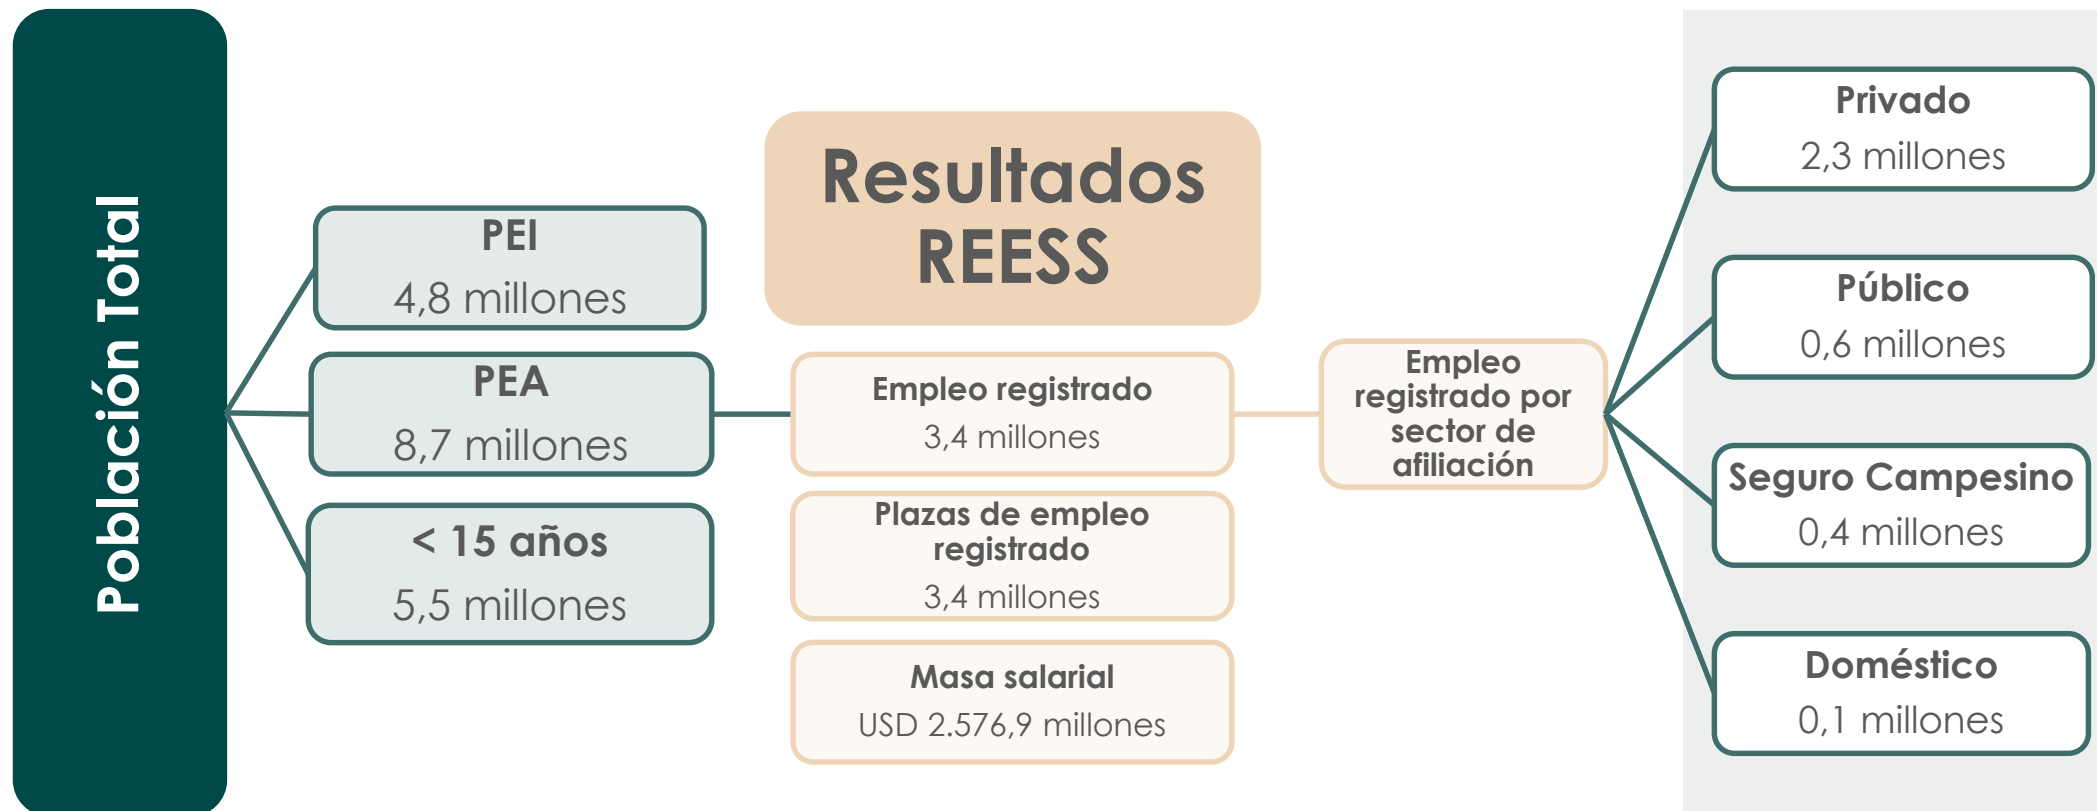 Población Total
PEI
4,8 millones
PEA
8,7 millones
< 15 años
5,5 millones
Resultados
REESS
Empleo registrado
3,4 millones
Plazas de empleo
registrado
3,4 millones
Masa salarial
USD 2.576,9 millones
Empleo
registrado por
sector de
afiliación
Privado
2,3 millones
Público
0,6 millones
Seguro Campesino
0,4 millones
Doméstico
0,1 millones